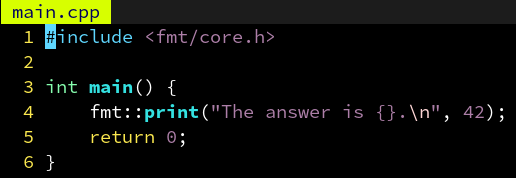 main.cpp
1 #include <fmt/core.h>
2
3 int main() {
4     fmt::print("The answer is {}.\n", 42);
5     return 0;
6 }